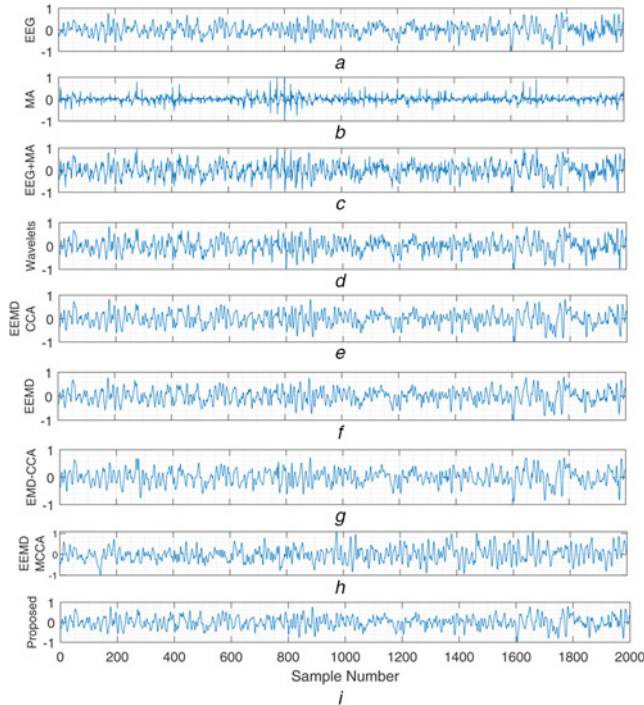 EEG
1
0
-1
a
MA
1
0
-1
b
EEG+MA
1
0
-1
c
Wavelets
1
0
-1
d
EEMD
CCA
1
0
-1
e
EEMD
1
0
-1
f
EMD-CCA
1
0
-1
g
EEMD
MCCA
1
0
-1
h
Proposed
1
0
-1
0 200 400 600 800 1000 1200 1400 1600 1800 2000
Sample Number
i